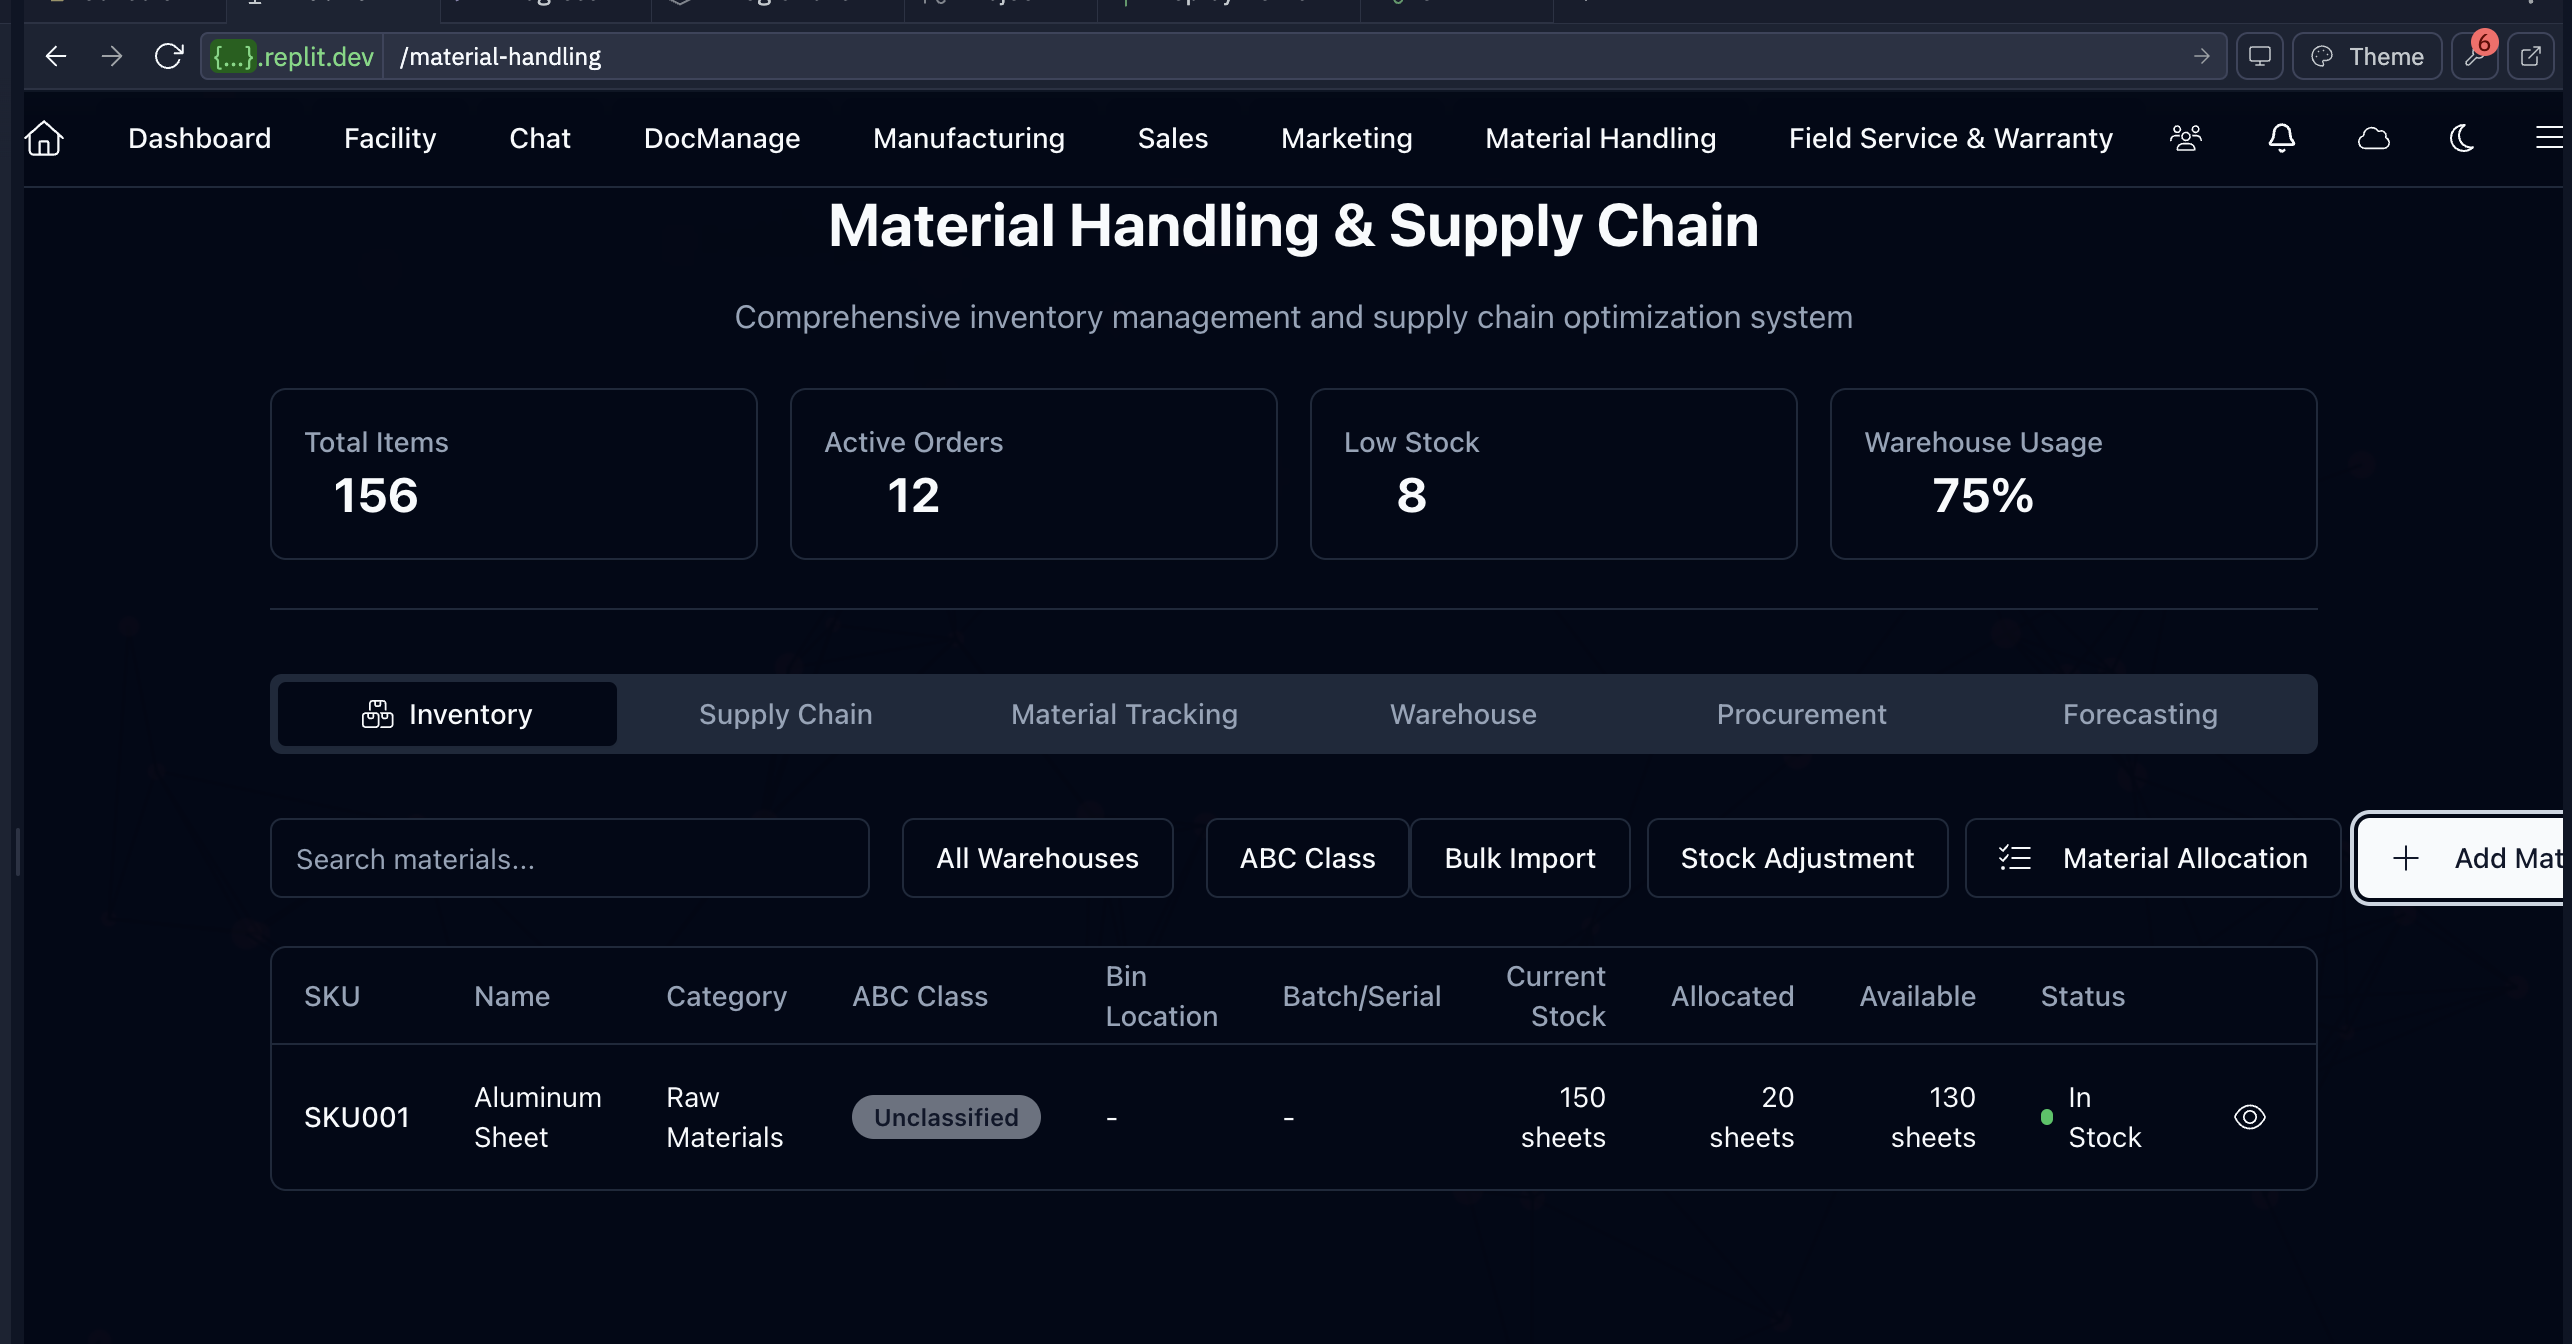 {...}.replit.dev /material-handling Theme 6
Dashboard Facility Chat DocManage Manufacturing Sales Marketing Material Handling Field Service & Warranty
Material Handling & Supply Chain
Comprehensive inventory management and supply chain optimization system
Total Items
156
Active Orders
12
Low Stock
8
Warehouse Usage
75%
Inventory Supply Chain Material Tracking Warehouse Procurement Forecasting
Search materials... All Warehouses ABC Class Bulk Import Stock Adjustment Material Allocation Add Mat
SKU Name Category ABC Class Bin Location Batch/Serial Current Stock Allocated Available Status
SKU001 Aluminum Sheet Raw Materials Unclassified - - 150 sheets 20 sheets 130 sheets In Stock